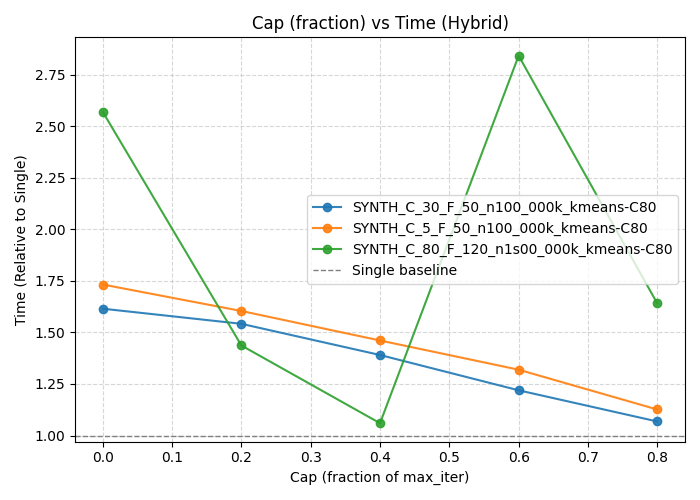 Cap (fraction) vs Time (Hybrid)
Time (Relative to Single)
2.75
2.50
2.25
2.00
1.75
1.50
1.25
1.00
SYNTH_C_30_F_50_n100_000k_kmeans-C80
SYNTH_C_5_F_50_n100_000k_kmeans-C80
SYNTH_C_80_F_120_n1s00_000k_kmeans-C80
Single baseline
0.0 0.1 0.2 0.3 0.4 0.5 0.6 0.7 0.8
Cap (fraction of max_iter)